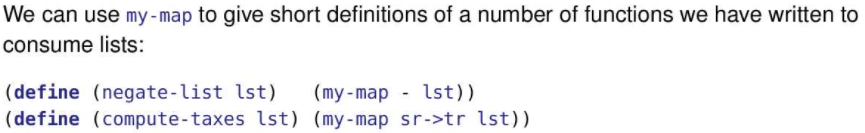 We can use my-map to give short definitions of a number of functions we have written to
consume lists:
(define (negate-list lst) (my-map - lst))
(define (compute-taxes lst) (my-map sr->tr lst))